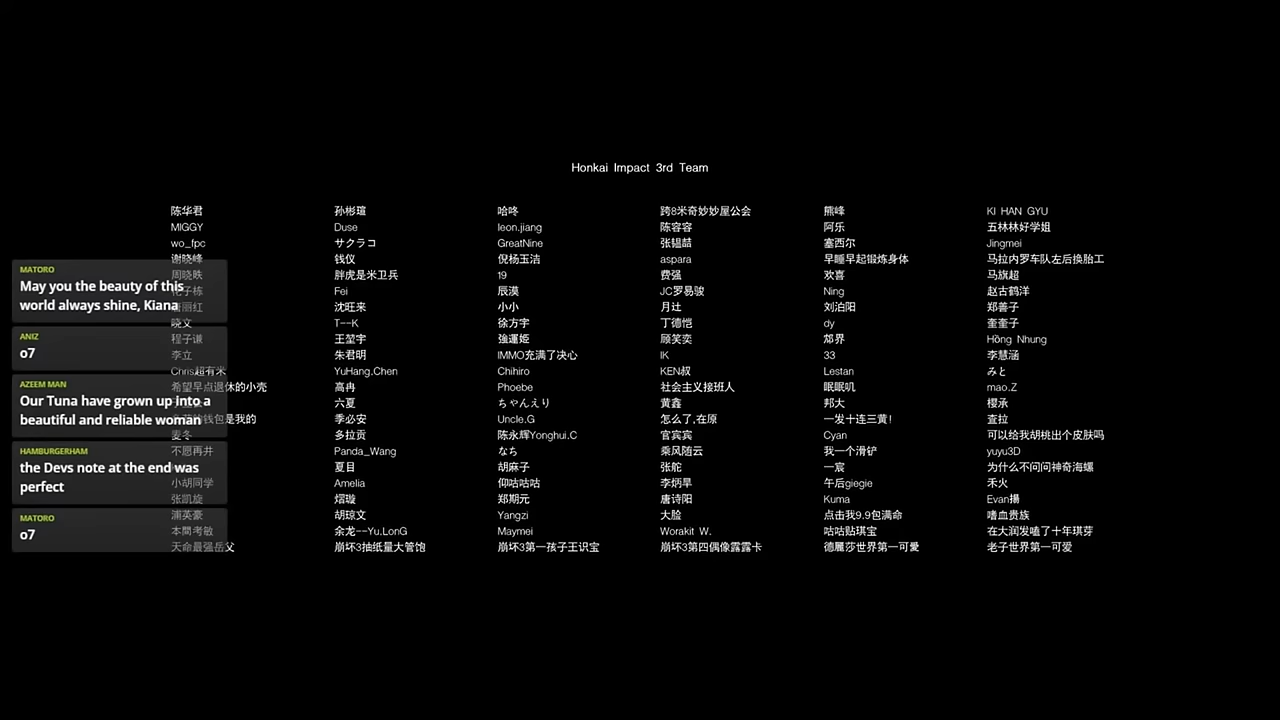 Honkai Impact 3rd Team
陈华君 孙彬瑄 哈咚 跨8米奇妙妙屋公会 熊峰 KI HAN GYU
MIGGY Duse leon.jiang 陈容容 阿乐 五林林好学姐
wo_fpc サクラコ GreatNine 张韫喆 塞西尔 Jingmei
谢晓峰 钱仪 倪杨玉洁 aspara 早睡早起锻炼身体 马拉内罗车队左后换胎工
周晓昳 胖虎是米卫兵 19 费强 欢喜 马旗超
子栋 Fei 辰漠 JC罗易骏 Ning 赵古鹤洋
丽红 沈旺来 小小 月辻 刘泊阳 郑善子
晓文 T--K 徐方宇 丁德恺 dy 奎奎子
程子谦 王堃宇 強運姫 顾笑奕 邹界 Hồng Nhung
李立 朱君明 IMMO充满了决心 IK 33 李慧涵
Chris超有米 YuHang.Chen Chihiro KEN叔 Lestan みと
希望早点退休的小壳 高冉 Phoebe 社会主义接班人 眠眠叽 mao.Z
六夏 ちゃんえり 黄鑫 邦大 樱承
钱包是我的 季必安 Uncle.G 怎么了,在原 一发十连三黄! 查拉
麦冬 多拉贡 陈永辉Yonghui.C 官宾宾 Cyan 可以给我胡桃出个皮肤吗
不愿再井 Panda_Wang なち 乘风随云 我一个滑铲 yuyu3D
夏目 胡麻子 张舵 一宸 为什么不问问神奇海螺
小胡同学 Amelia 仰咕咕咕 李炳旱 午后giegie 禾火
张凯旋 熠璇 郑期元 唐诗阳 Kuma Evan揚
浦英豪 胡琼文 Yangzi 大脸 点击我9.9包满命 嗜血贵族
本間考敏 余龙--Yu.LonG Maymei Worakit W. 咕咕贴琪宝 在大润发嗑了十年琪芽
天命最强岳父 崩坏3抽纸量大管饱 崩坏3第一孩子王识宝 崩坏3第四偶像露露卡 德麗莎世界第一可愛 老子世界第一可爱
MATORO
May you the beauty of this
world always shine, Kiana
ANIZ
o7
AZEEM MAN
Our Tuna have grown up into a
beautiful and reliable woman
HAMBURGERHAM
the Devs note at the end was
perfect
MATORO
o7